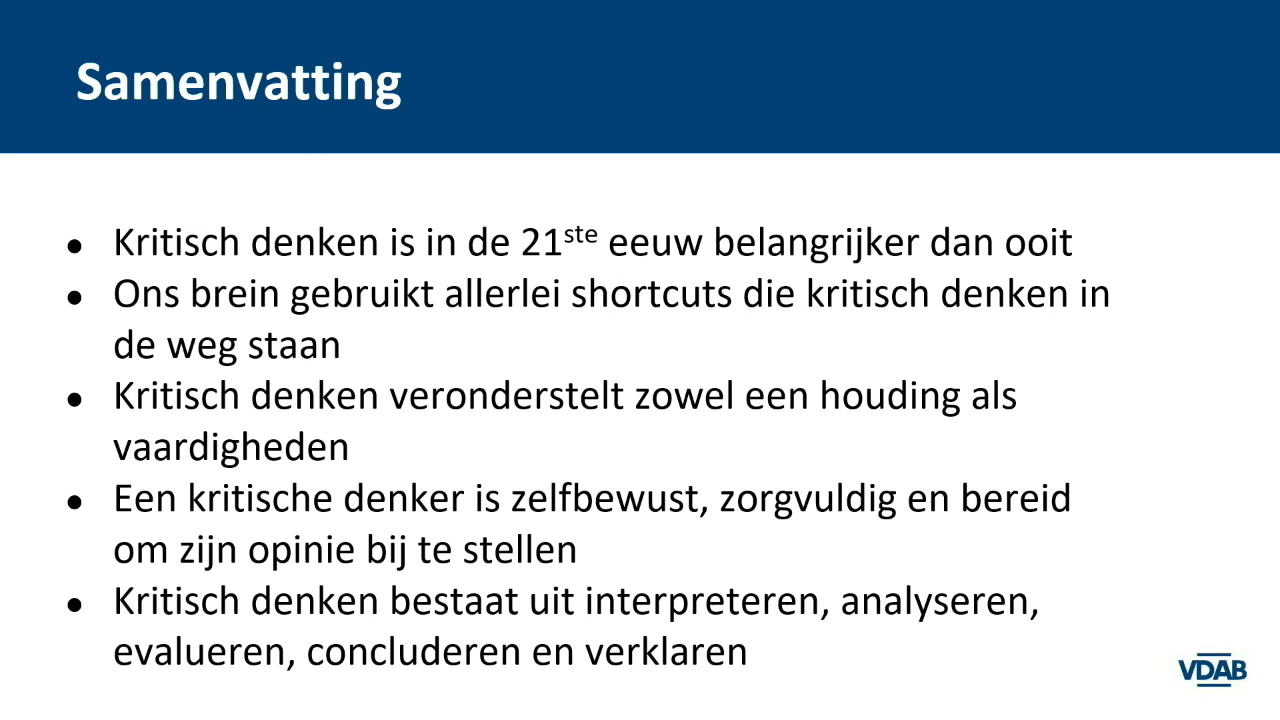 Samenvatting
● Kritisch denken is in de 21ste eeuw belangrijker dan ooit
● Ons brein gebruikt allerlei shortcuts die kritisch denken in
de weg staan
● Kritisch denken veronderstelt zowel een houding als
vaardigheden
● Een kritische denker is zelfbewust, zorgvuldig en bereid
om zijn opinie bij te stellen
● Kritisch denken bestaat uit interpreteren, analyseren,
evalueren, concluderen en verklaren
VDAB